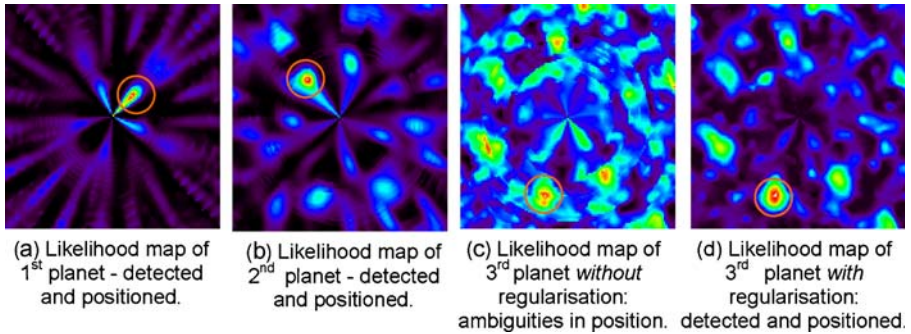 (a) Likelihood map of
1st planet - detected
and positioned.
(b) Likelihood map of
2nd planet - detected
and positioned.
(c) Likelihood map of
3rd planet without
regularisation:
ambiguities in position.
(d) Likelihood map of
3rd planet with
regularisation:
detected and positioned.